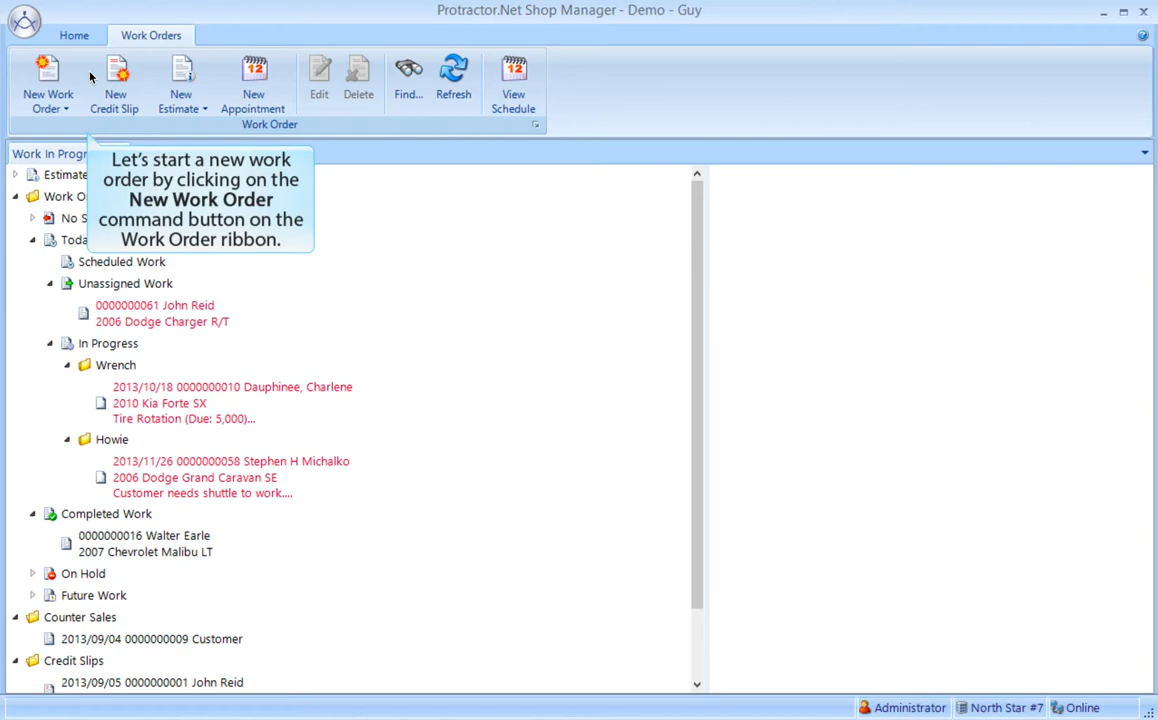 Protractor.Net Shop Manager - Demo - Guy
Home
Work Orders
New Work Order
New Credit Slip
New Estimate
12
New Appointment
Edit
Delete
Find...
Refresh
12
View Schedule
Work Order
Work In Progr
Let's start a new work
order by clicking on the
New Work Order
command button on the
Work Order ribbon.
Estimate
Work O
No S
Toda
Scheduled Work
Unassigned Work
0000000061 John Reid
2006 Dodge Charger R/T
In Progress
Wrench
2013/10/18 0000000010 Dauphinee, Charlene
2010 Kia Forte SX
Tire Rotation (Due: 5,000)...
Howie
2013/11/26 0000000058 Stephen H Michalko
2006 Dodge Grand Caravan SE
Customer needs shuttle to work....
Completed Work
0000000016 Walter Earle
2007 Chevrolet Malibu LT
On Hold
Future Work
Counter Sales
2013/09/04 0000000009 Customer
Credit Slips
2013/09/05 0000000001 John Reid
Administrator
North Star #7
Online